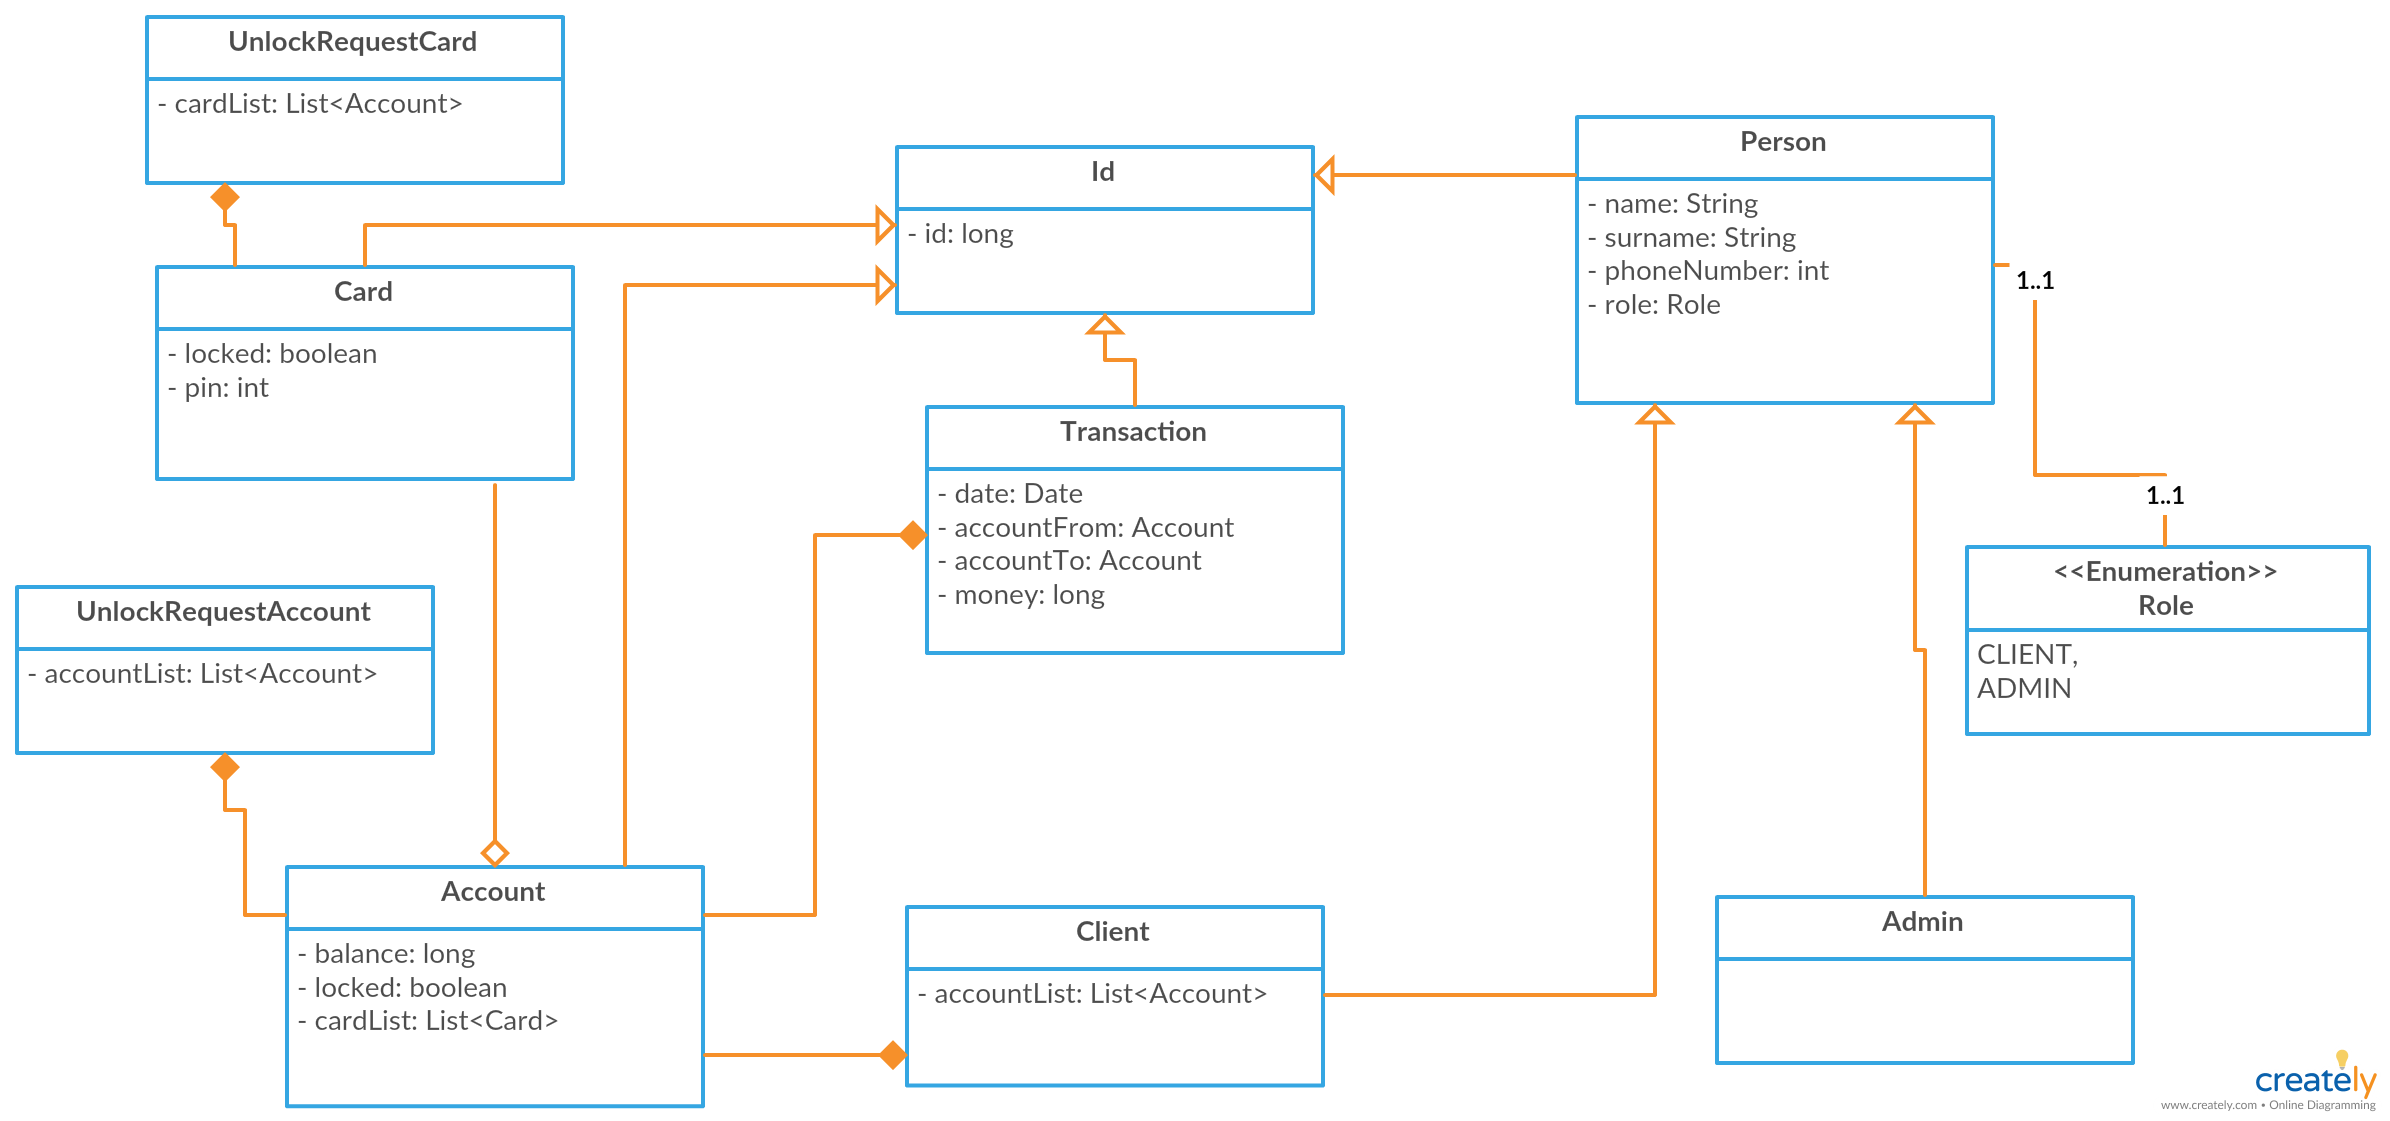 UnlockRequestCard
- cardList: List<Account>
Id
- id: long
Person
- name: String
- surname: String
- phoneNumber: int
- role: Role
1..1
Card
- locked: boolean
- pin: int
Transaction
- date: Date
- accountFrom: Account
- accountTo: Account
- money: long
1..1
<<Enumeration>>
Role
CLIENT,
ADMIN
UnlockRequestAccount
- accountList: List<Account>
Account
- balance: long
- locked: boolean
- cardList: List<Card>
Client
- accountList: List<Account>
Admin
creately
www.creately.com • Online Diagramming